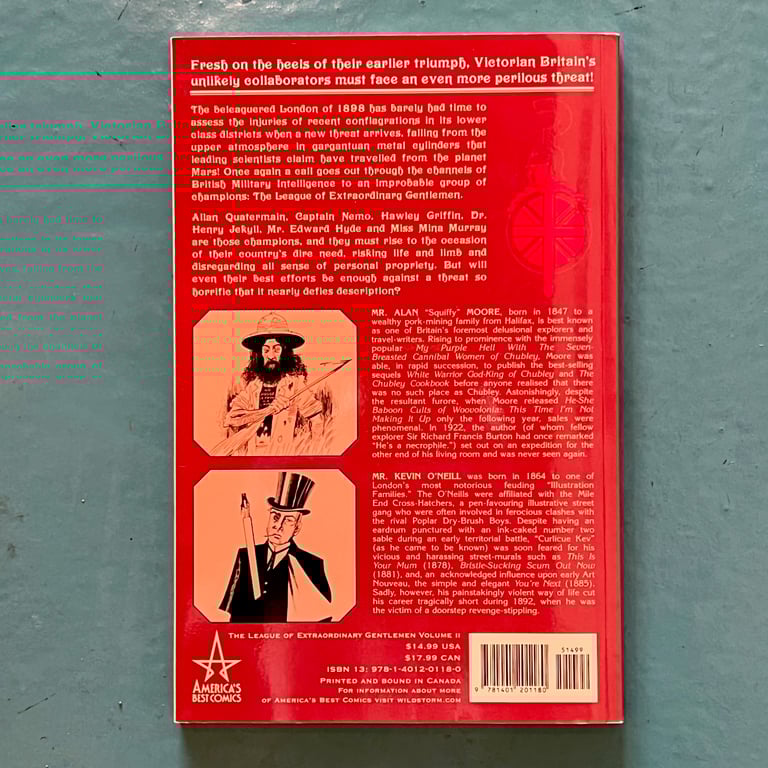 Fresh on the heels of their earlier triumph, Victorian Britain's
unlikely collaborators must face an even more perilous threat!
The beleaguered London of 1898 has barely had time to
assess the injuries of recent conflagrations in its lower
class districts when a new threat arrives, falling from the
upper atmosphere in gargantuan metal cylinders that
leading scientists claim have travelled from the planet
Mars! Once again a call goes out through the channels of
British Military Intelligence to an improbable group of
champions: The League of Extraordinary Gentlemen.
Allan Quatermain, Captain Nemo, Hawley Griffin, Dr.
Henry Jekyll, Mr. Edward Hyde and Miss Mina Murray
are those champions, and they must rise to the occasion
of their country's dire need, risking life and limb and
disregarding all sense of personal propriety. But will
even their best efforts be enough against a threat so
horrific that it nearly defies description?
MR. ALAN "Squiffy" MOORE, born in 1847 to a
wealthy pork-mining family from Halifax, is best known
as one of Britain's foremost delusional explorers and
travel-writers. Rising to prominence with the immensely
popular My Purple Hell With The Seven-
Breasted Cannibal Women of Chubley, Moore was
able, in rapid succession, to publish the best-selling
sequels White Warrior God-King of Chubley and The
Chubley Cookbook before anyone realised that there
was no such place as Chubley. Astonishingly, despite
the resultant furore, when Moore released He-She
Baboon Cults of Woovolonia: This Time I'm Not
Making It Up only the following year, sales were
phenomenal. In 1922, the author (of whom fellow
explorer Sir Richard Francis Burton had once remarked
"He's a necrophile.") set out on an expedition for the
other end of his living room and was never seen again.
MR. KEVIN O'NEILL was born in 1864 to one of
London's most notorious feuding "Illustration
Families." The O'Neills were affiliated with the Mile
End Cross-Hatchers, a pen-favouring illustrative street
gang who were often involved in ferocious clashes with
the rival Poplar Dry-Brush Boys. Despite having an
eardrum punctured with an ink-caked number two
sable during an early territorial battle, "Curlicue Kev"
(as he came to be known) was soon feared for his
vicious and harassing street-murals such as This Is
Your Mum (1878), Bristle-Sucking Scum Out Now
(1881), and, an acknowledged influence upon early Art
Nouveau, the simple and elegant You're Next (1885).
Sadly, however, his painstakingly violent way of life cut
his career tragically short during 1892, when he was
the victim of a doorstep revenge-stippling.
The League of Extraordinary Gentlemen Volume II
$14.99 USA
$17.99 CAN
ISBN 13: 978-1-4012-0118-0
Printed and bound in Canada
For information about more
of America's Best Comics visit wildstorm.com
America's
Best Comics
51499
9 781401 201180